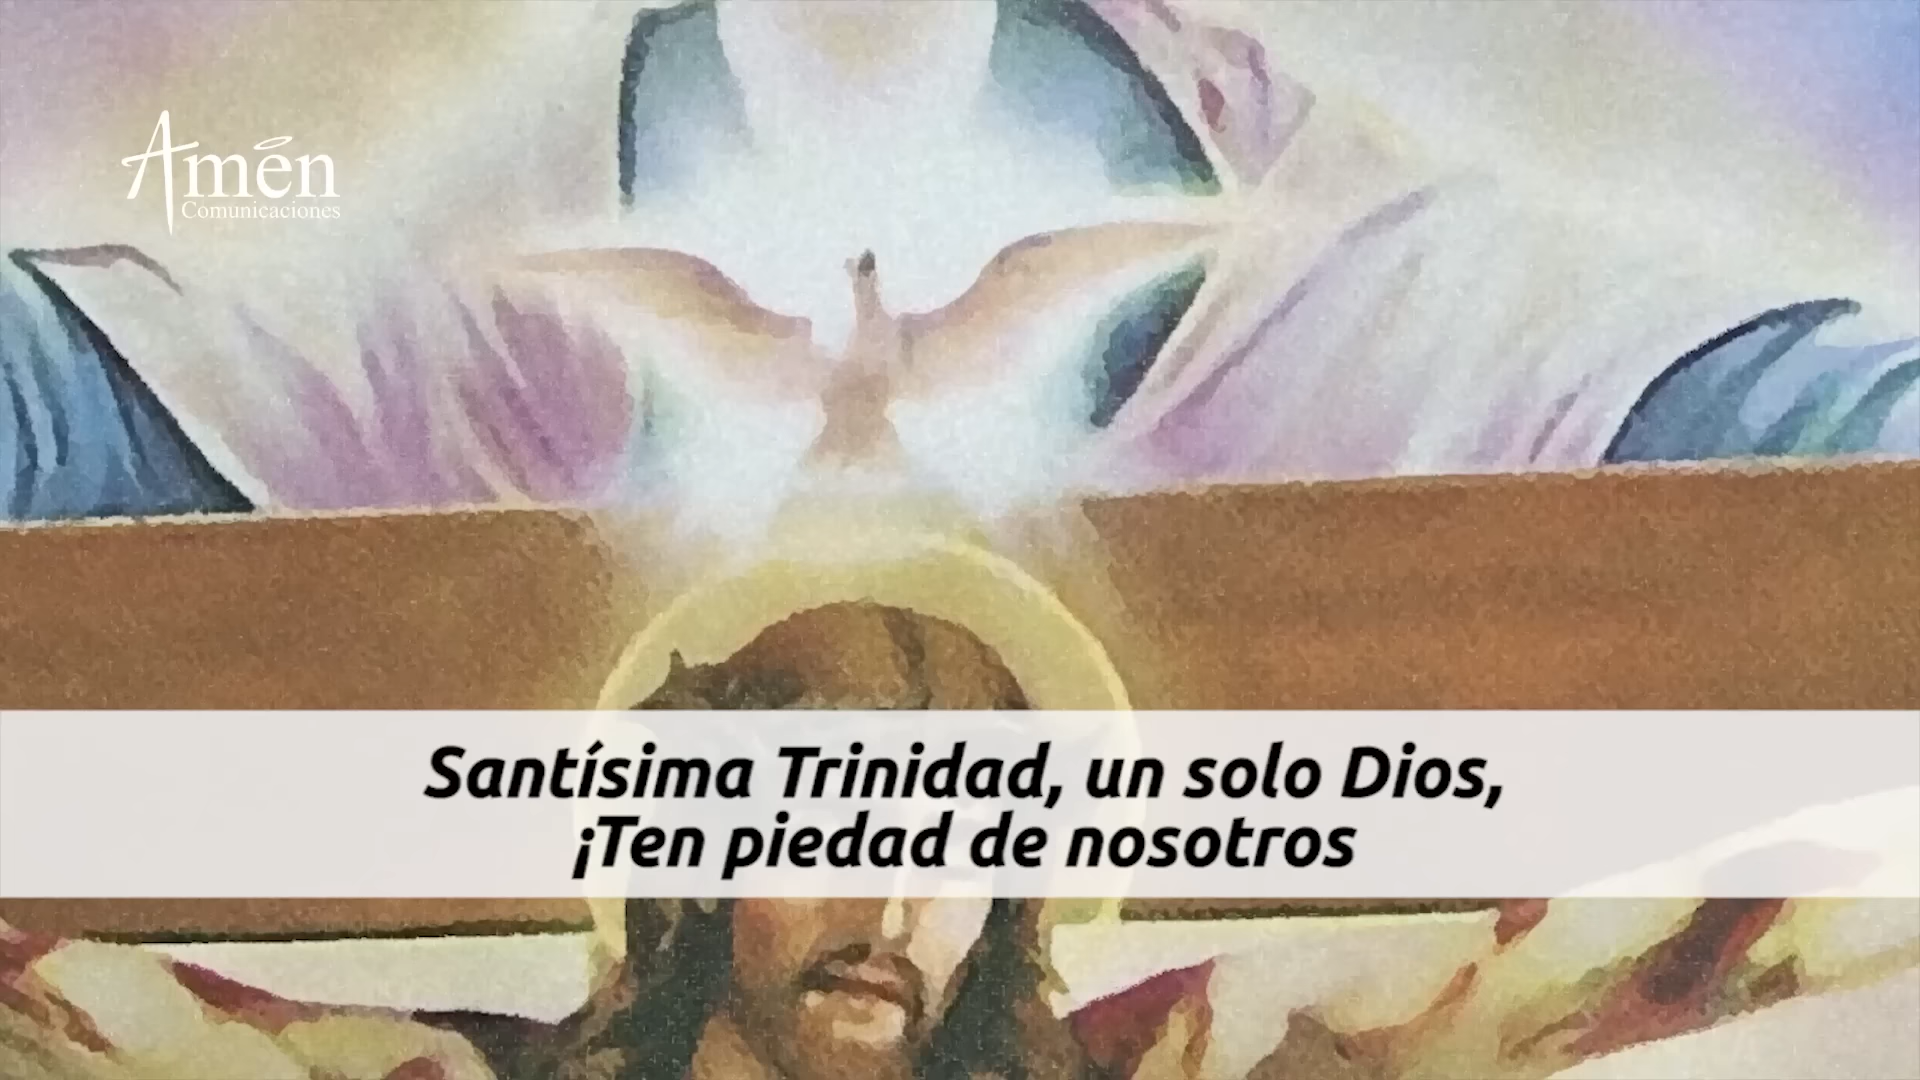 Amén
Comunicaciones
Santísima Trinidad, un solo Dios,
¡Ten piedad de nosotros